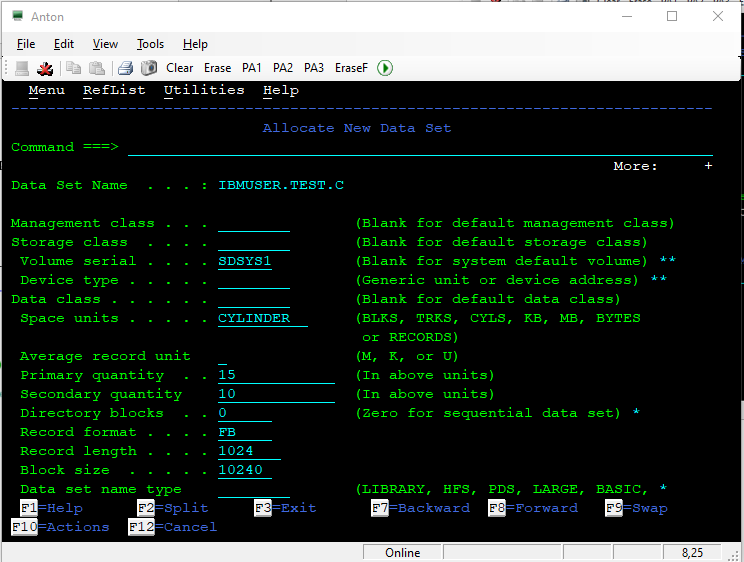 Anton
File Edit View Tools Help
Clear Erase PA1 PA2 PA3 EraseF
Menu RefList Utilities Help
Allocate New Data Set
Command ===>
More: +
Data Set Name . . . : IBMUSER.TEST.C
Management class . . . (Blank for default management class)
Storage class . . . . (Blank for default storage class)
Volume serial . . . . SDSYS1 (Blank for system default volume) **
Device type . . . . . (Generic unit or device address) **
Data class . . . . . . (Blank for default data class)
Space units . . . . . CYLINDER (BLKS, TRKS, CYLS, KB, MB, BYTES
or RECORDS)
Average record unit (M, K, or U)
Primary quantity . . 15 (In above units)
Secondary quantity 10 (In above units)
Directory blocks . . 0 (Zero for sequential data set) *
Record format . . . . FB
Record length . . . . 1024
Block size . . . . . 10240
Data set name type (LIBRARY, HFS, PDS, LARGE, BASIC, *
F1=Help F2=Split F3=Exit F7=Backward F8=Forward F9=Swap
F10=Actions F12=Cancel
Online 8,25